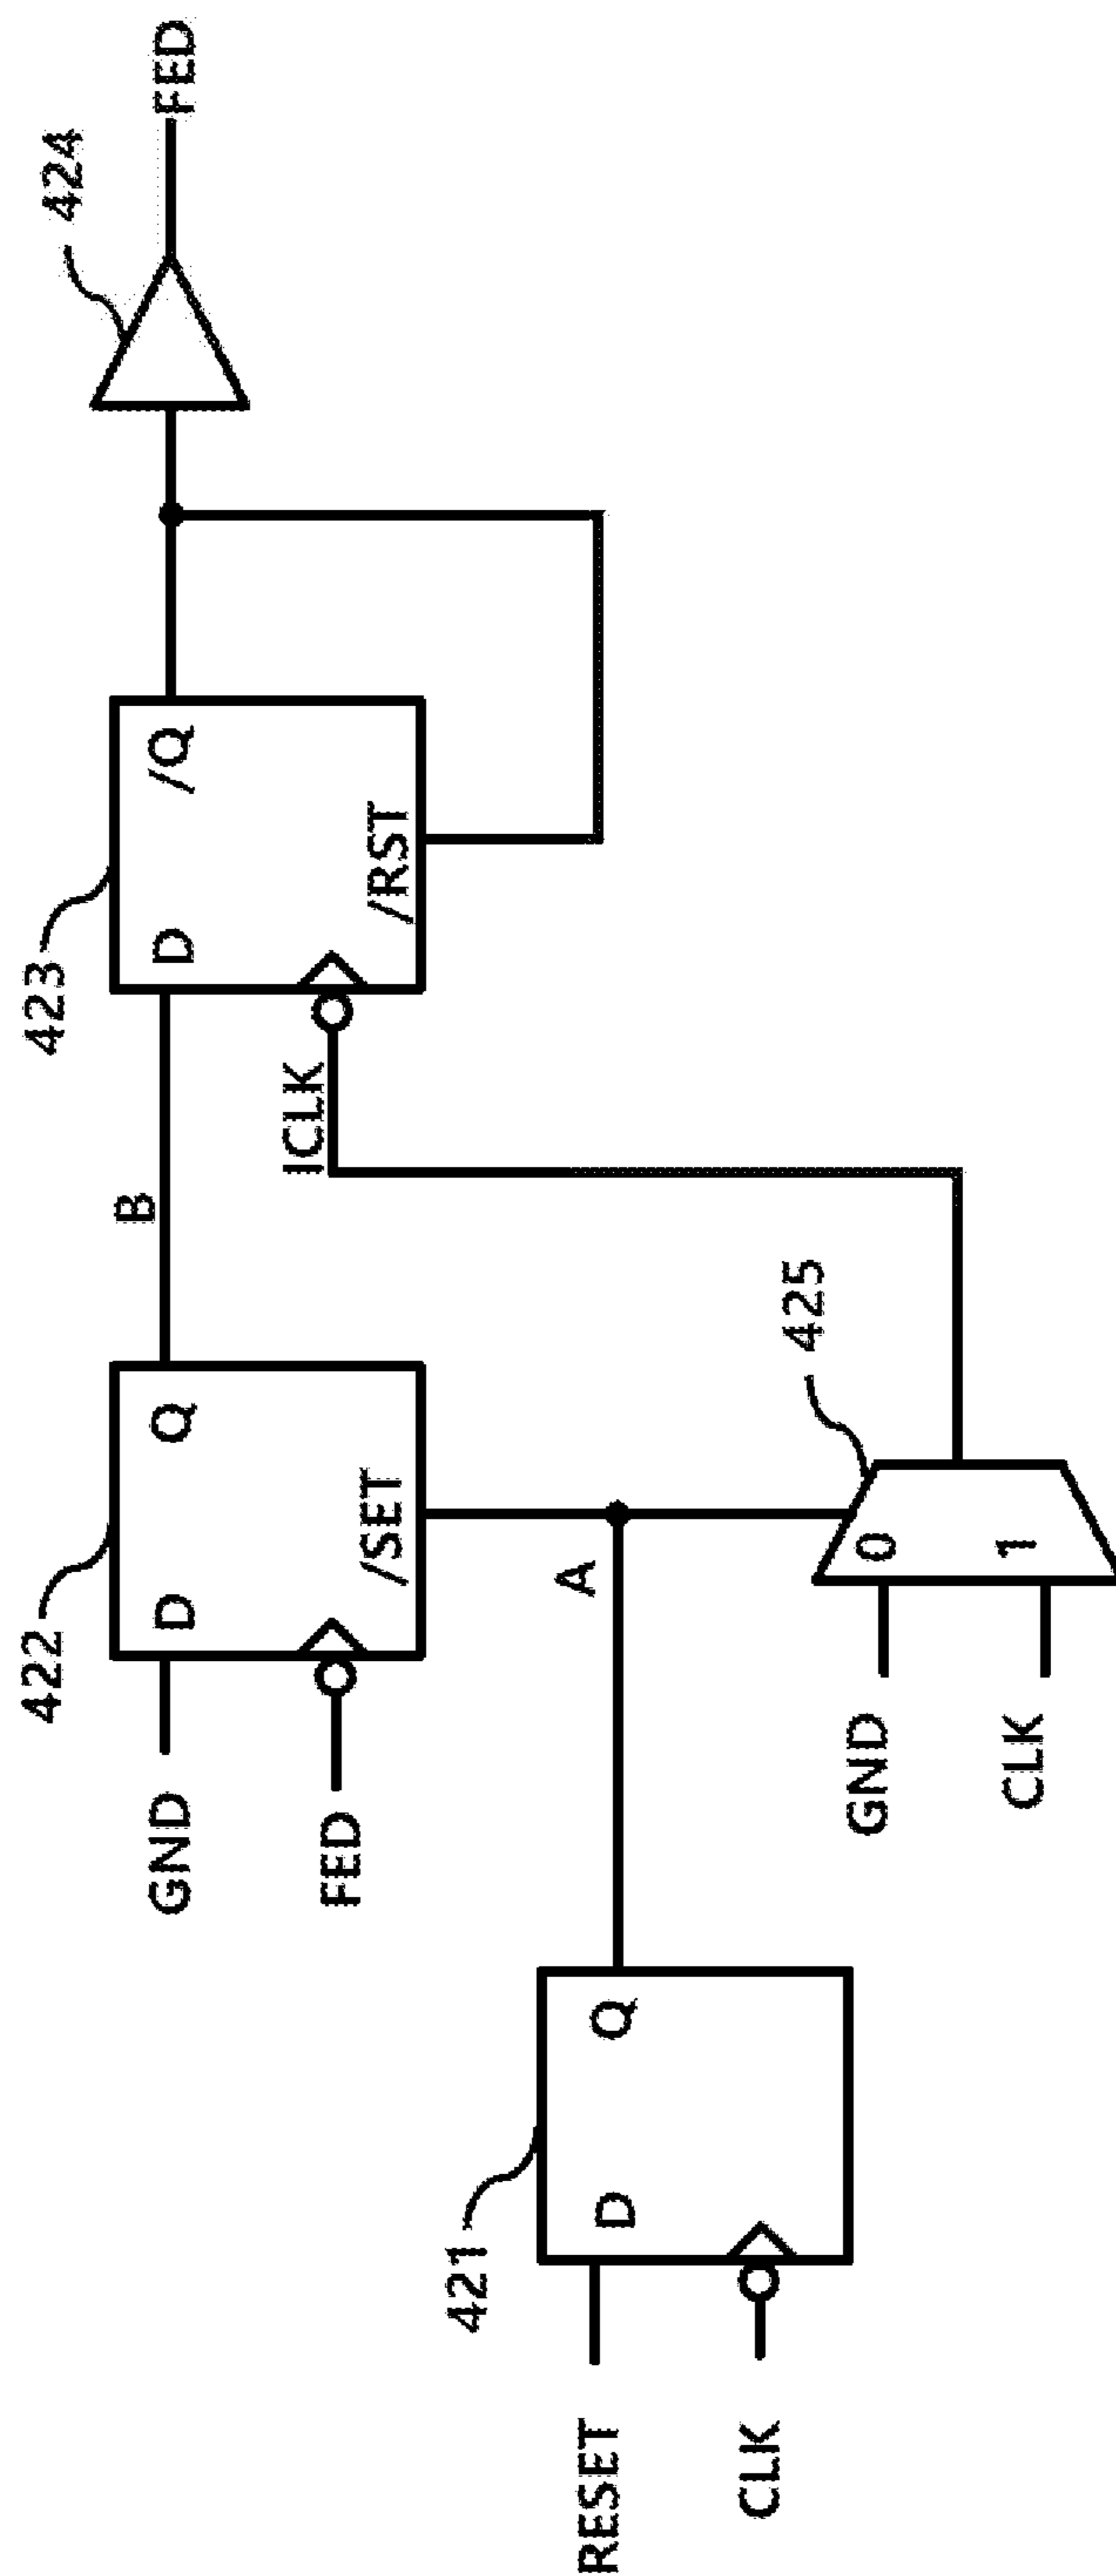 422
423
424
GND
D
Q
B
D
/Q
FED
FED
/SET
ICLK
/RST
421
A
425
RESET
D
Q
CLK
GND
0
CLK
1